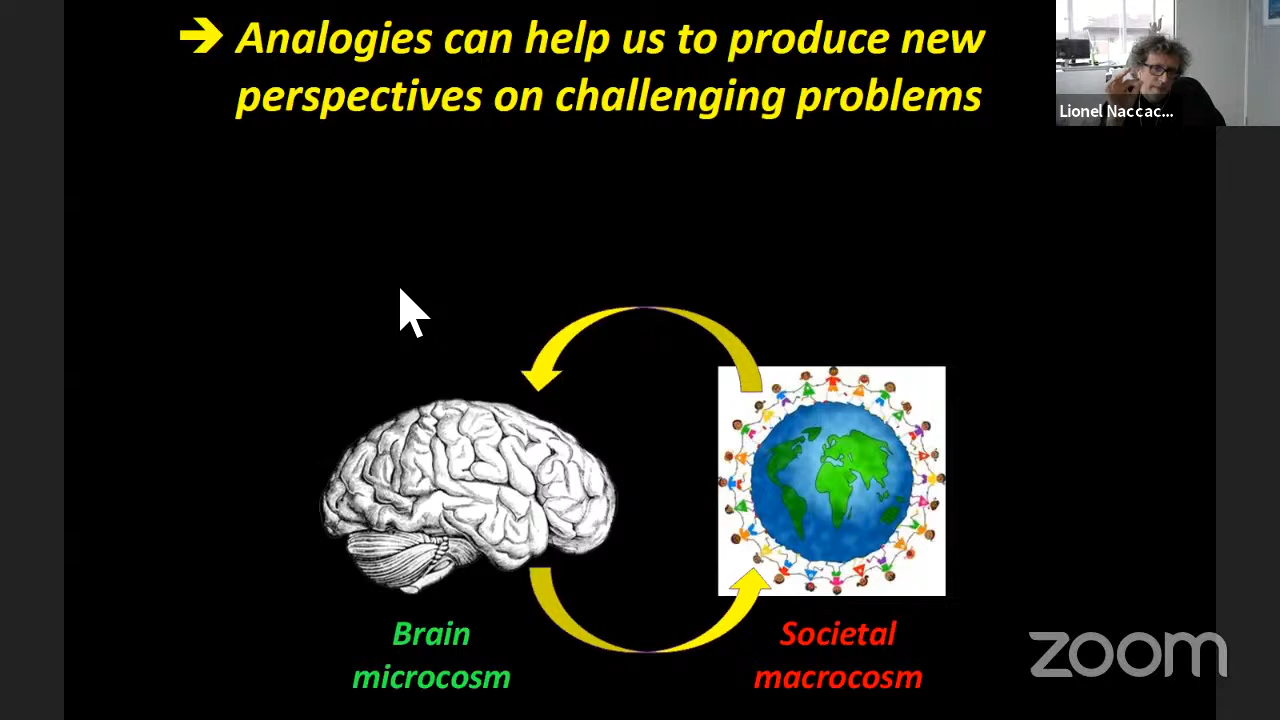 ➔ Analogies can help us to produce new
perspectives on challenging problems
Lionel Naccac...
Brain
microcosm
Societal
macrocosm
zoom